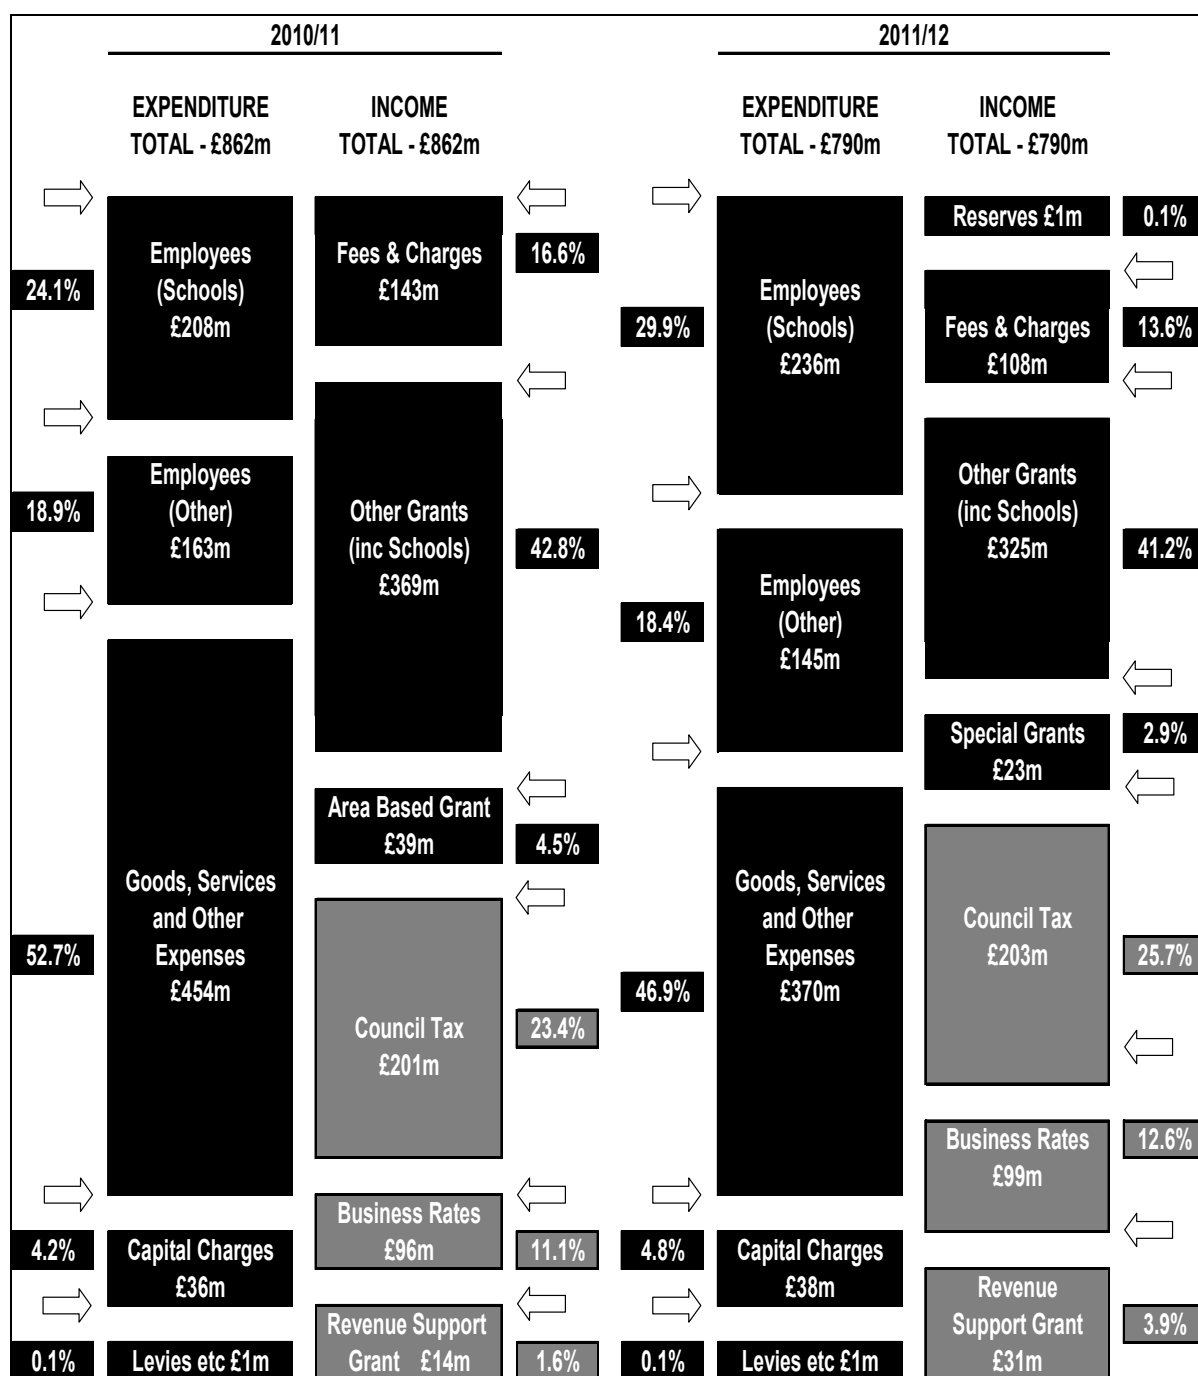 2010/11
EXPENDITURE
TOTAL - £862m
INCOME
TOTAL - £862m
24.1%
Employees
(Schools)
£208m
18.9%
Employees
(Other)
£163m
52.7%
Goods, Services
and Other
Expenses
£454m
4.2%
Capital Charges
£36m
0.1%
Levies etc £1m
Fees & Charges
£143m
16.6%
Other Grants
(inc Schools)
£369m
42.8%
Area Based Grant
£39m
4.5%
Council Tax
£201m
23.4%
Business Rates
£96m
11.1%
Revenue Support
Grant £14m
1.6%
2011/12
EXPENDITURE
TOTAL - £790m
INCOME
TOTAL - £790m
29.9%
Employees
(Schools)
£236m
18.4%
Employees
(Other)
£145m
46.9%
Goods, Services
and Other
Expenses
£370m
4.8%
Capital Charges
£38m
0.1%
Levies etc £1m
Reserves £1m
0.1%
Fees & Charges
£108m
13.6%
Other Grants
(inc Schools)
£325m
41.2%
Special Grants
£23m
2.9%
Council Tax
£203m
25.7%
Business Rates
£99m
12.6%
Revenue
Support Grant
£31m
3.9%